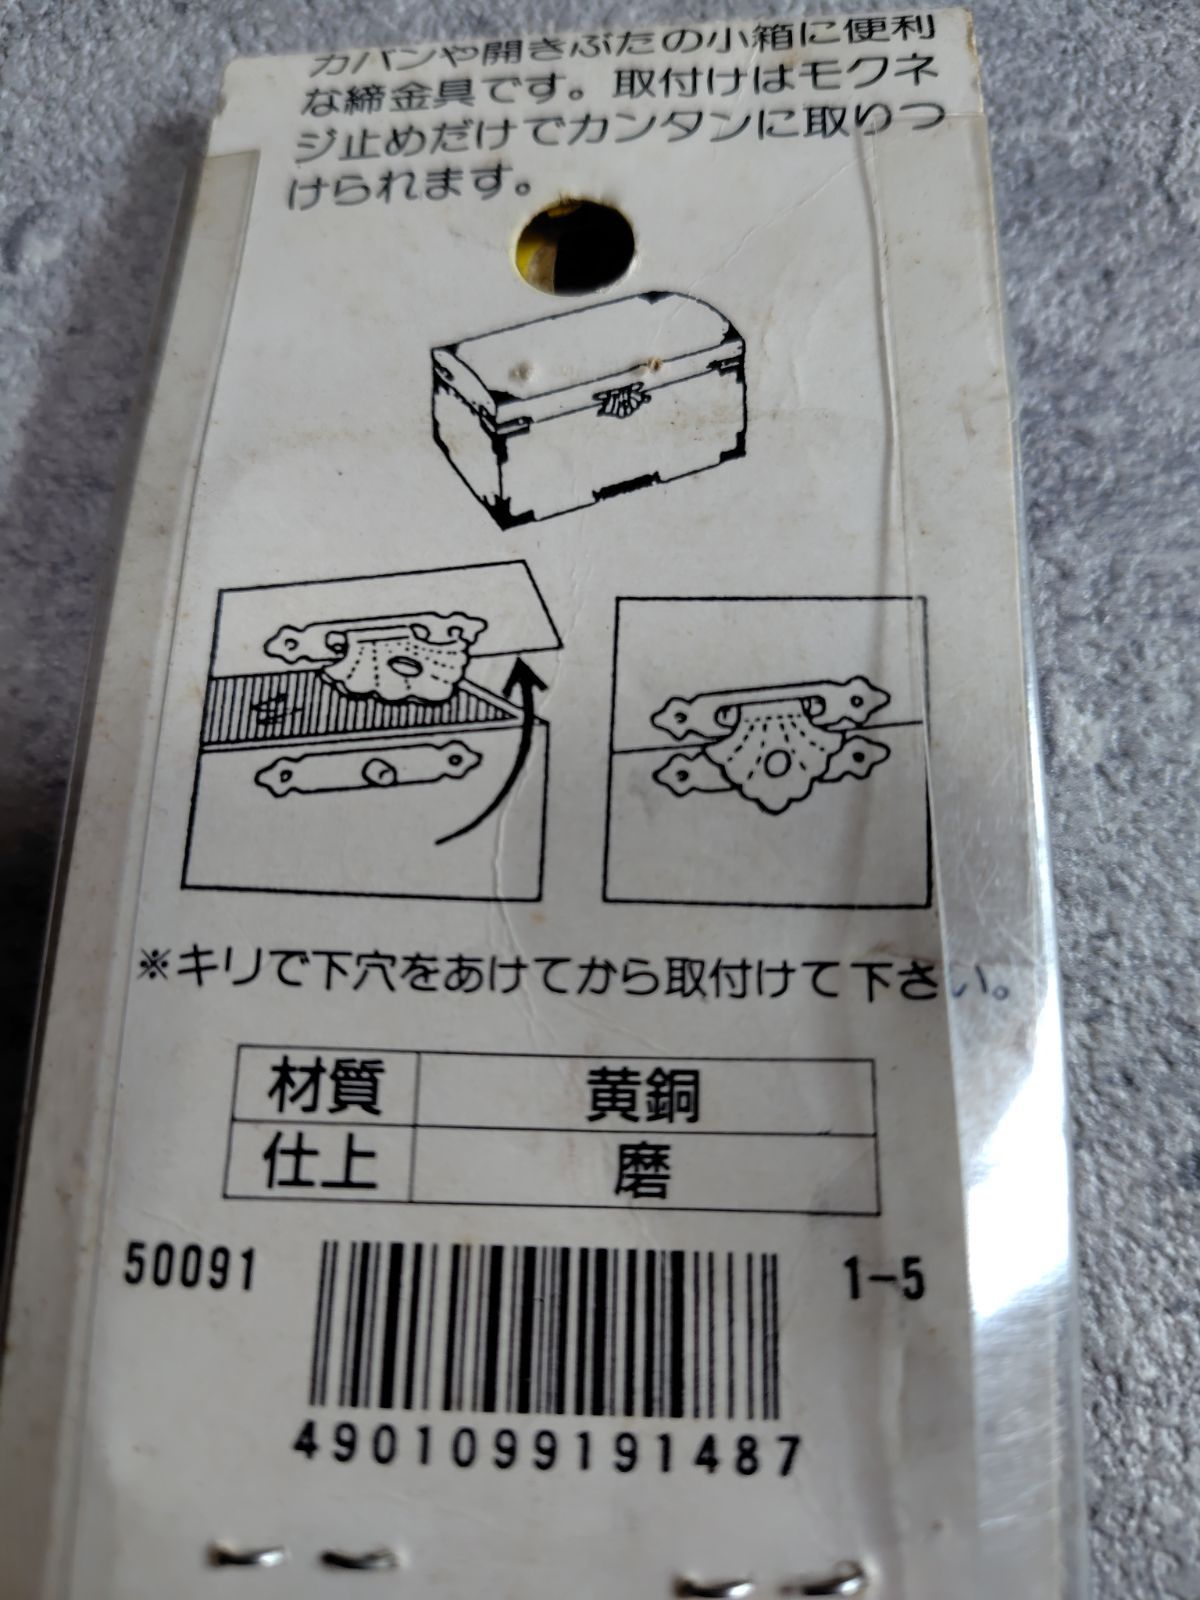 カバンや開きぶたの小箱に便利
な締金具です。取付けはモクネ
ジ止めだけでカンタンに取りつ
けられます。
※キリで下穴をあけてから取付けて下さい。
材質 黄銅
仕上 磨
50091 1-5
4901099191487